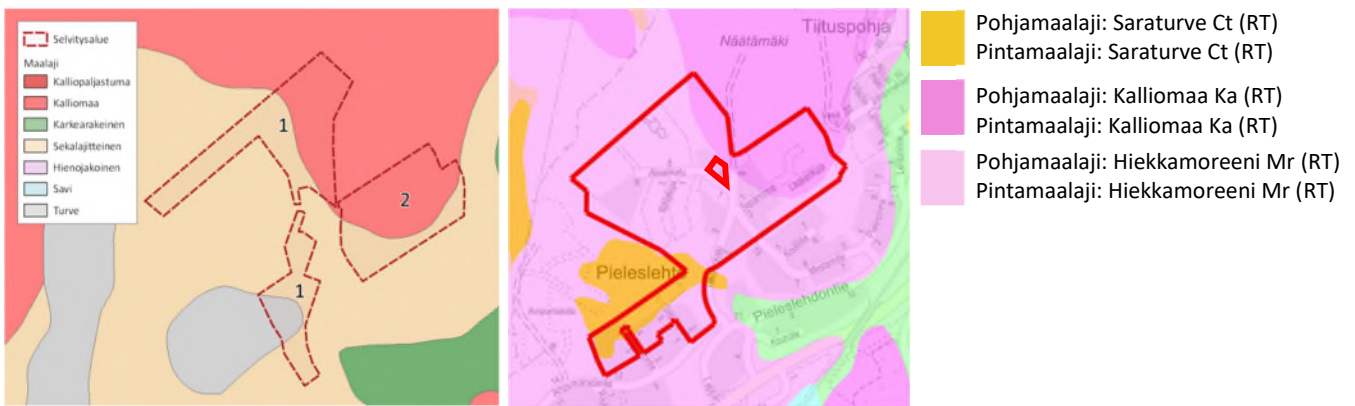 Selvitysalue
Maalaji
Kalliopaljastuma
Kalliomaa
Karkearakeinen
Sekalajitteinen
Hienojakoinen
Savi
Turve
1
2
1
Tiituspohja
Näätämäki
Pieleslehto
Pieleslehdontie
Pohjamaalaji: Saraturve Ct (RT)
Pintamaalaji: Saraturve Ct (RT)
Pohjamaalaji: Kalliomaa Ka (RT)
Pintamaalaji: Kalliomaa Ka (RT)
Pohjamaalaji: Hiekkamoreeni Mr (RT)
Pintamaalaji: Hiekkamoreeni Mr (RT)